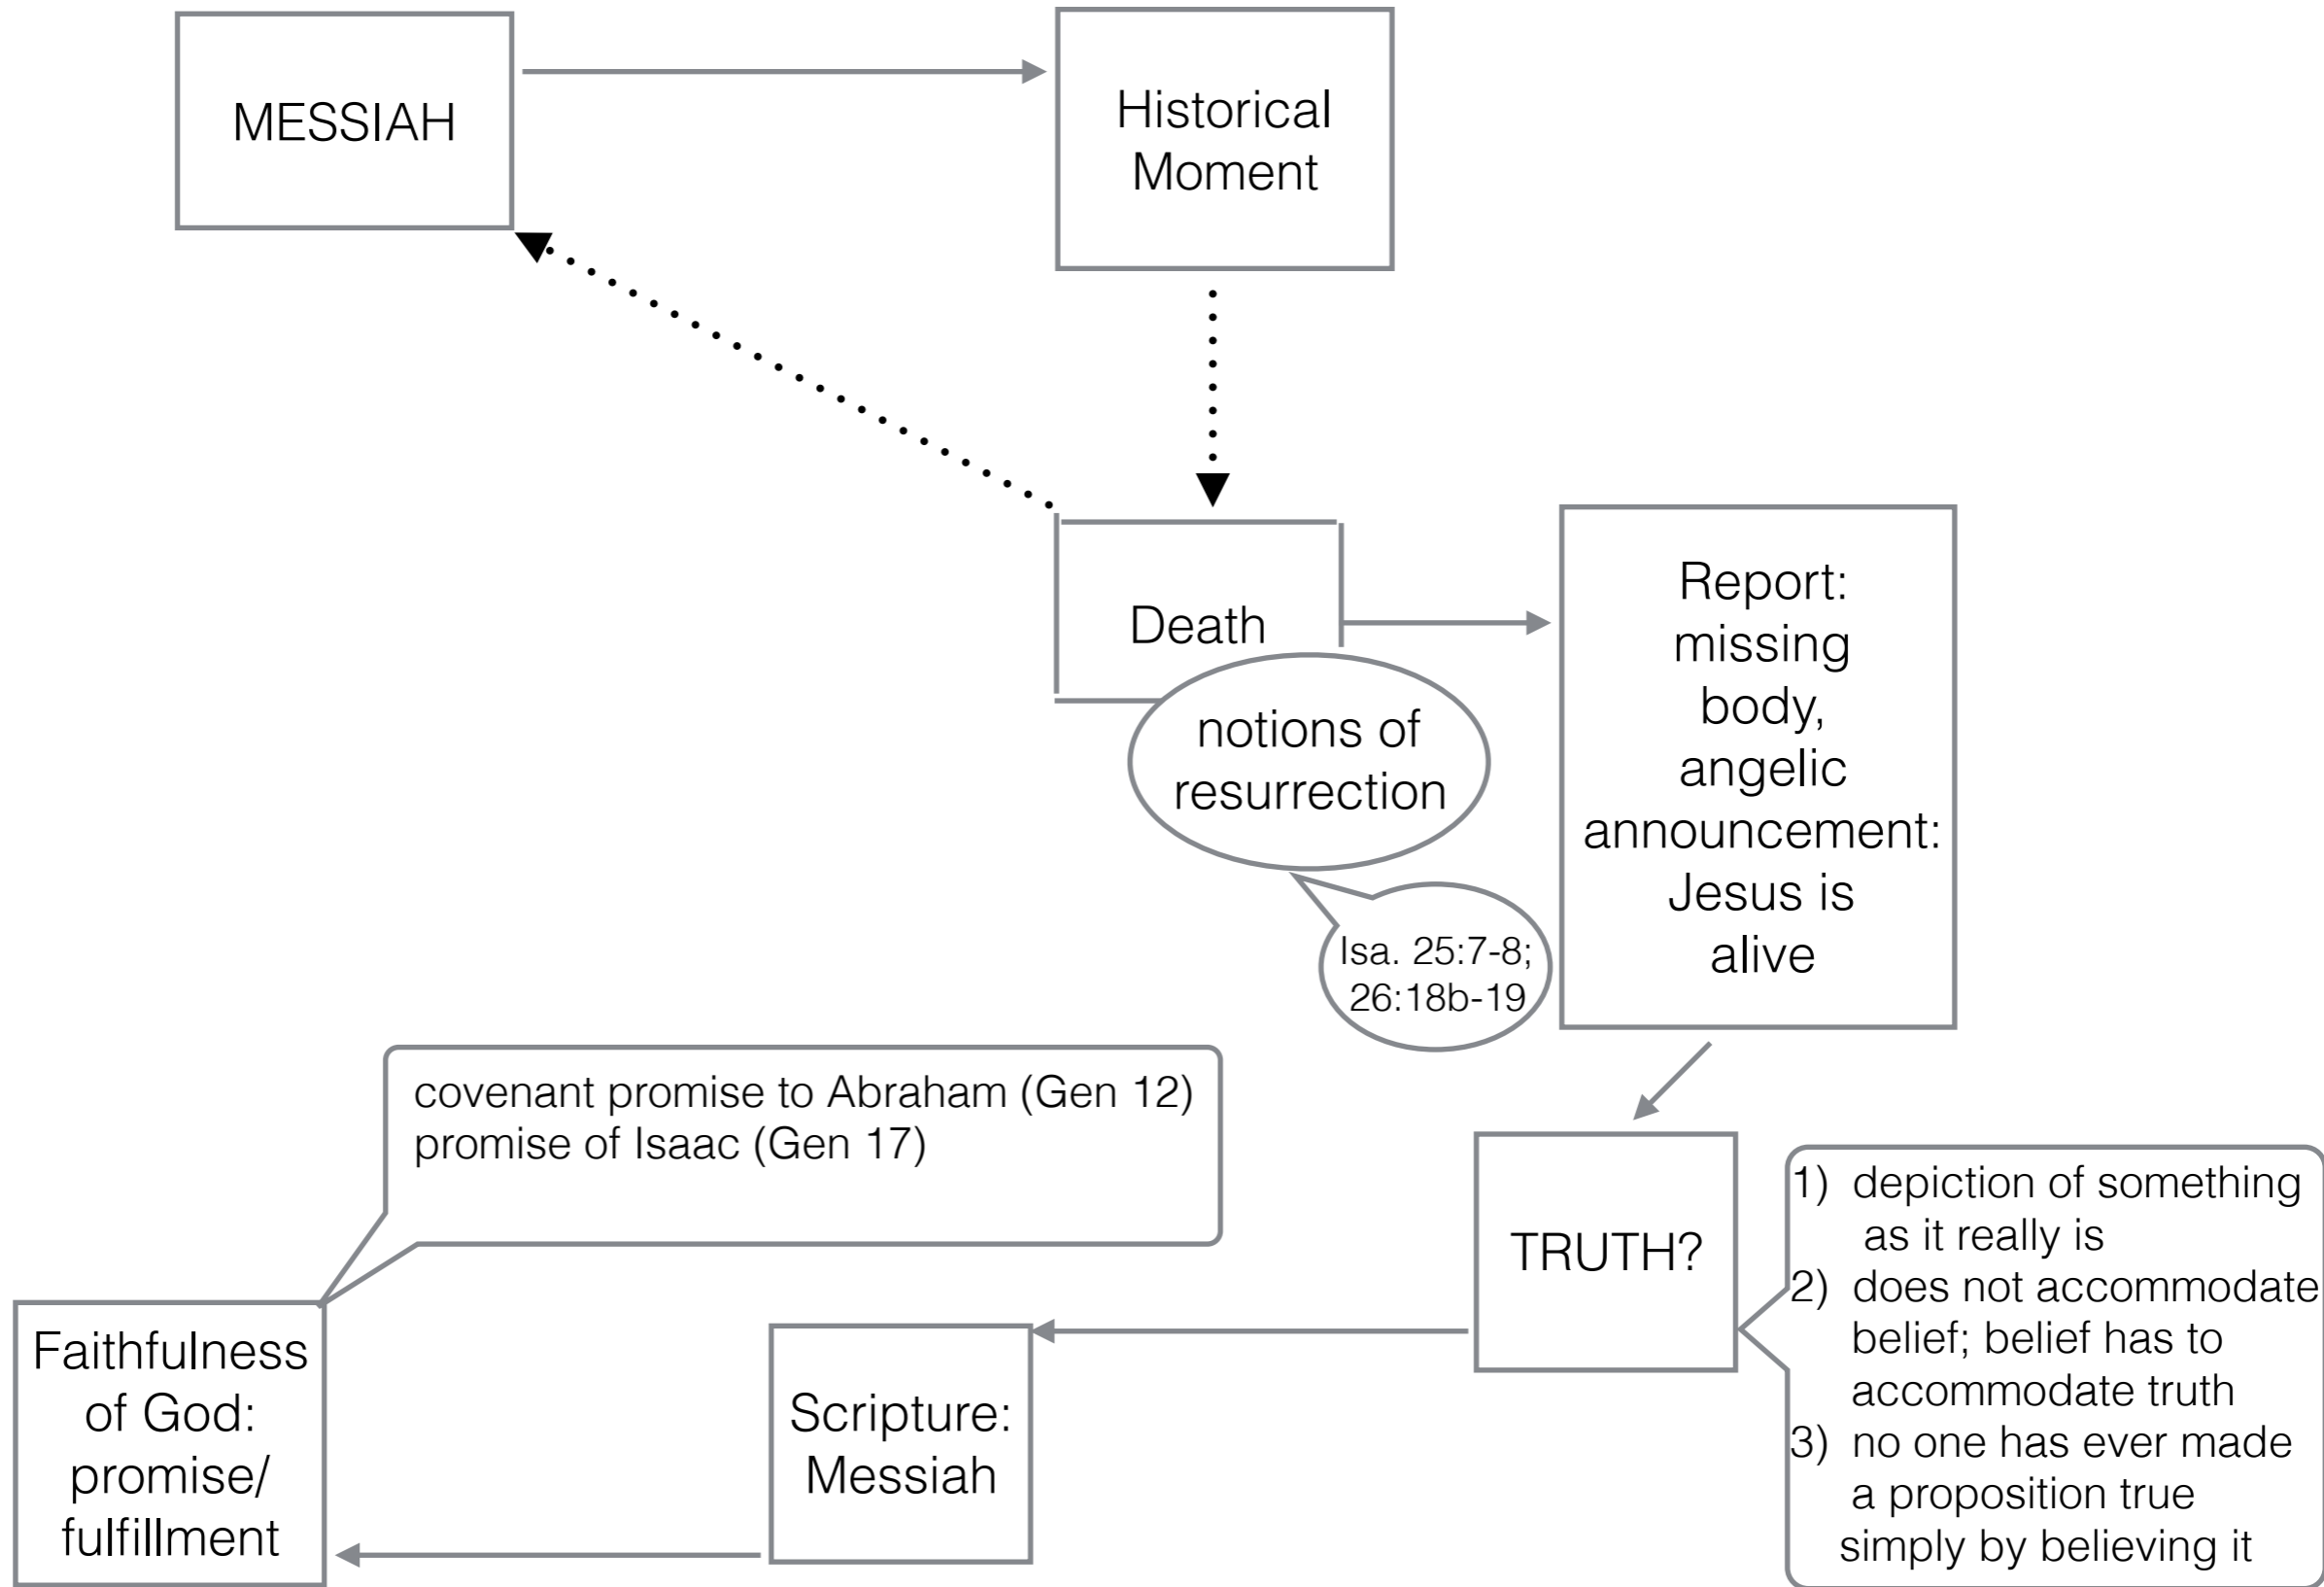 MESSIAH
Historical
Moment
Death
notions of
resurrection
Isa. 25:7-8;
26:18b-19
Report:
missing
body,
angelic
announcement:
Jesus is
alive
covenant promise to Abraham (Gen 12)
promise of Isaac (Gen 17)
TRUTH?
1) depiction of something
as it really is
2) does not accommodate
belief; belief has to
accommodate truth
3) no one has ever made
a proposition true
simply by believing it
Scripture:
Messiah
Faithfulness
of God:
promise/
fulfillment